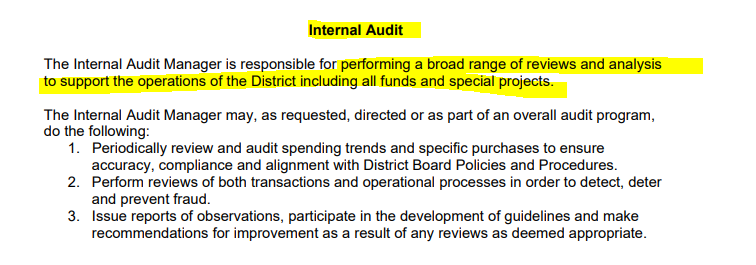 Internal Audit
The Internal Audit Manager is responsible for performing a broad range of reviews and analysis
to support the operations of the District including all funds and special projects.
The Internal Audit Manager may, as requested, directed or as part of an overall audit program,
do the following:
1. Periodically review and audit spending trends and specific purchases to ensure
accuracy, compliance and alignment with District Board Policies and Procedures.
2. Perform reviews of both transactions and operational processes in order to detect, deter
and prevent fraud.
3. Issue reports of observations, participate in the development of guidelines and make
recommendations for improvement as a result of any reviews as deemed appropriate.